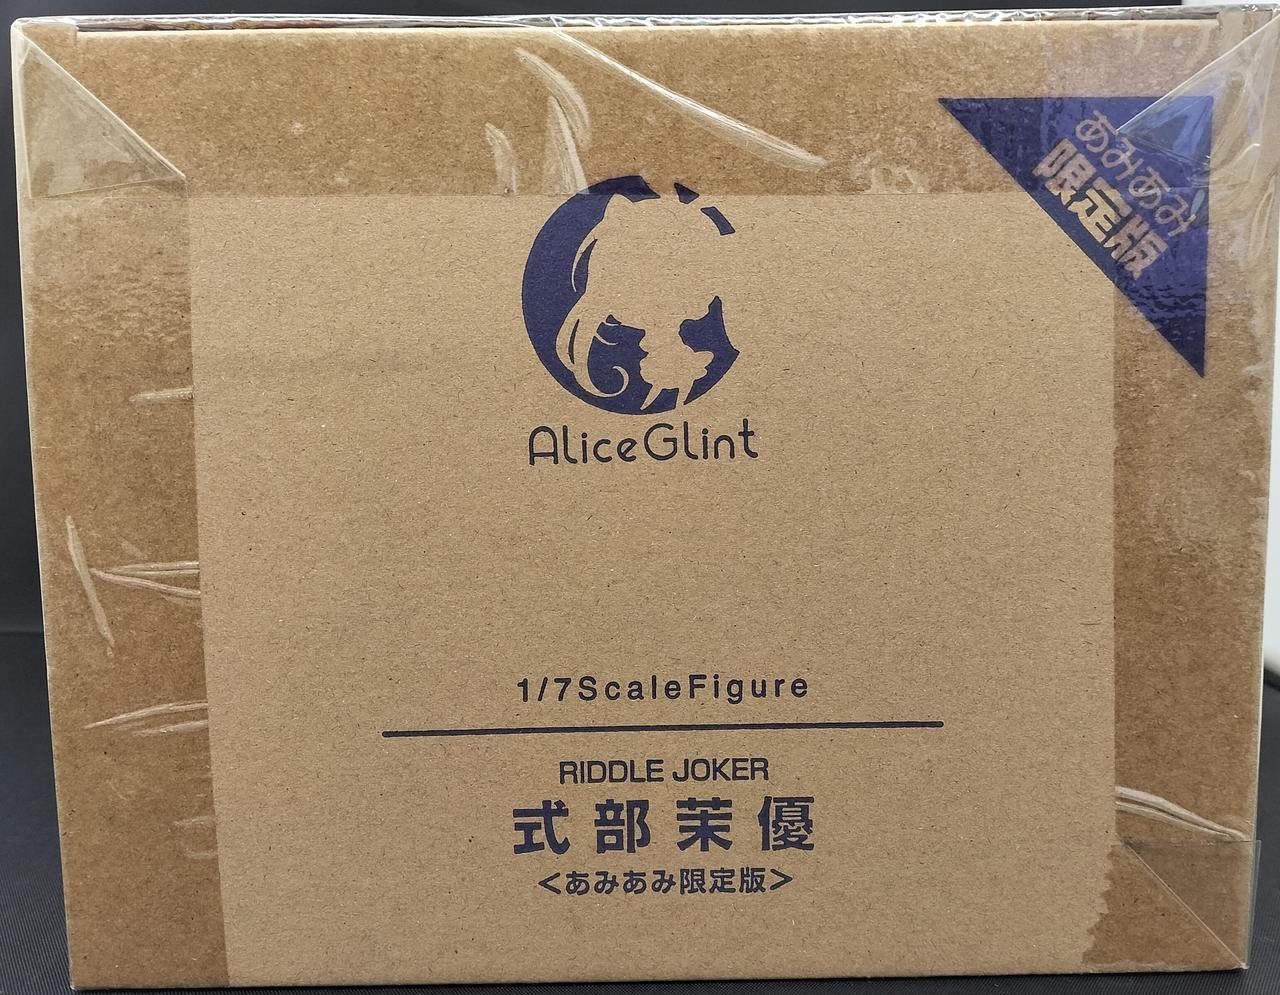 あみあみ
限定版
AliceGlint
1/7ScaleFigure
RIDDLE JOKER
式部茉優
<あみあみ限定版>